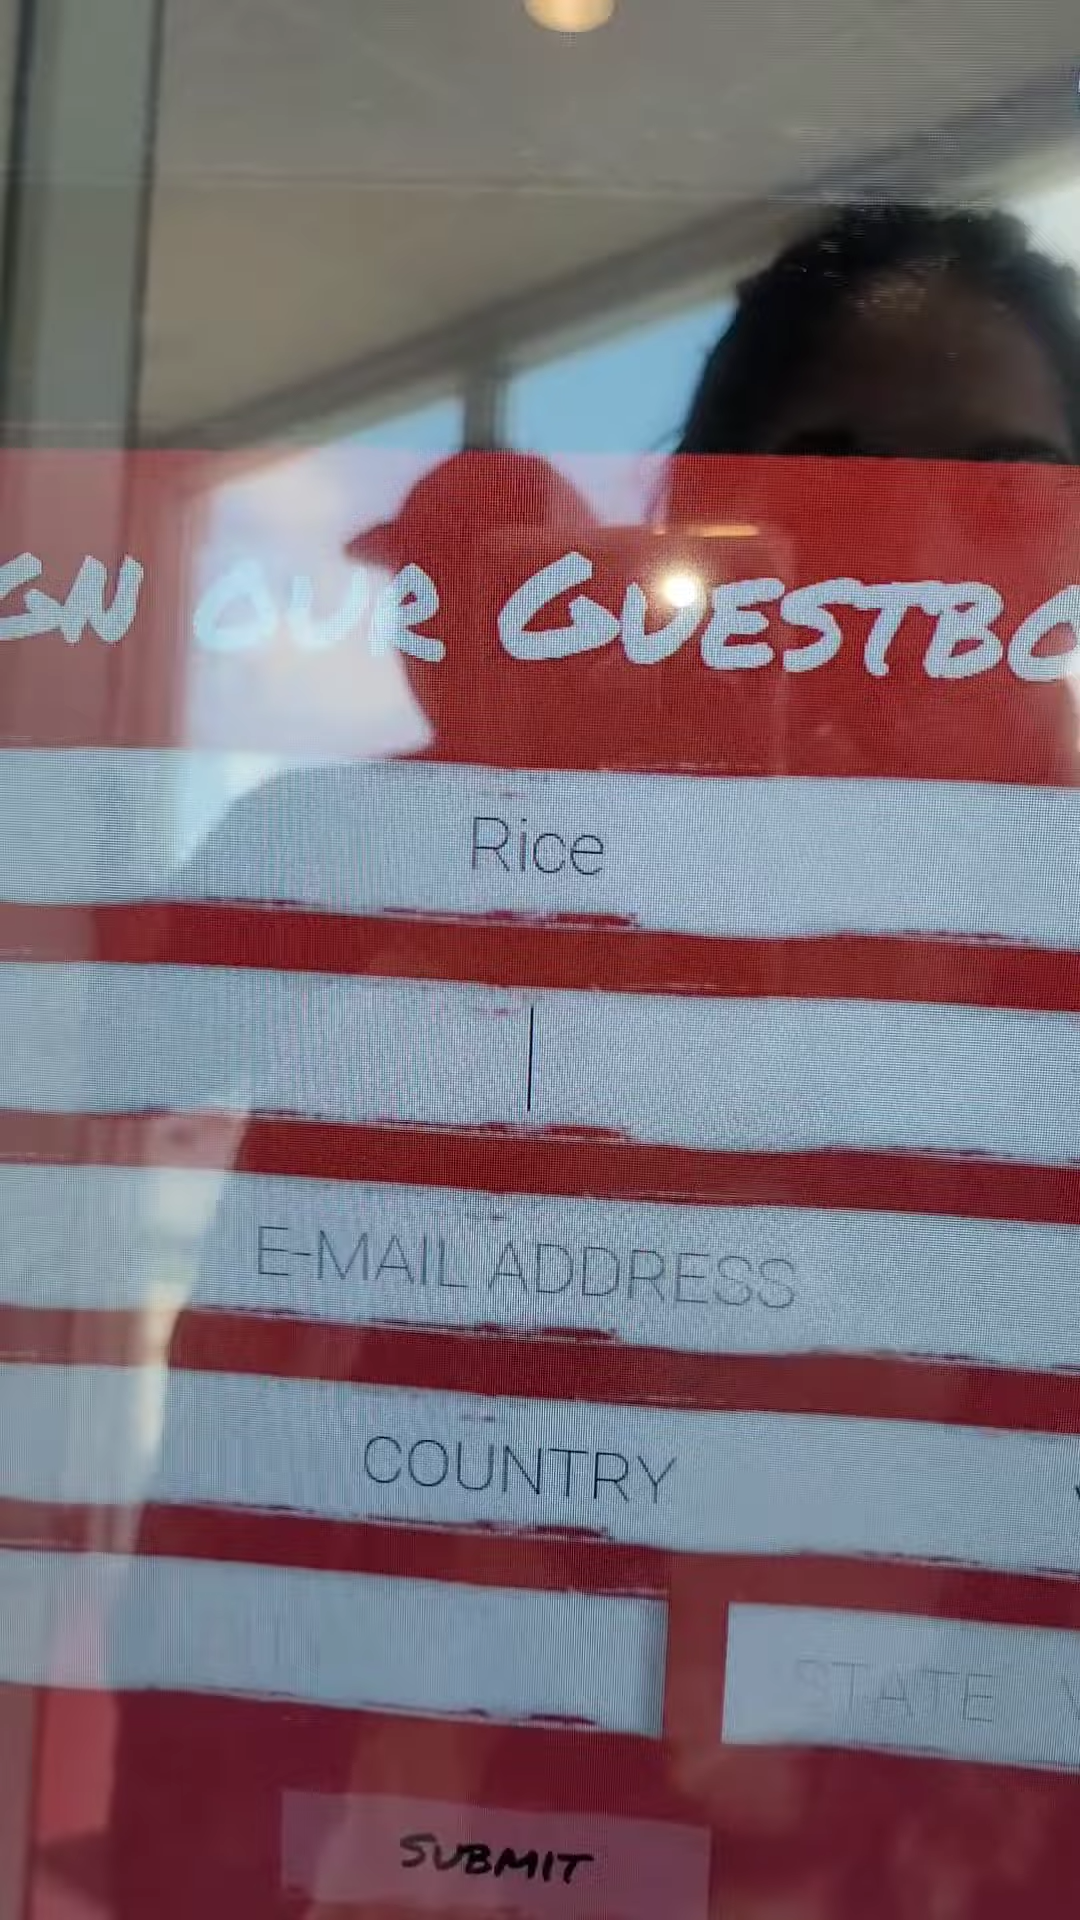 GN OUR GUESTBO
Rice
E-MAIL ADDRESS
COUNTRY
STATE
SUBMIT